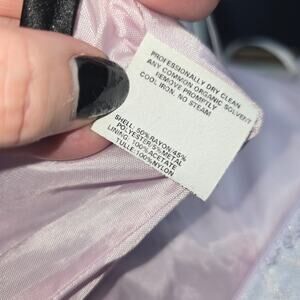 PROFESSIONALLY DRY CLEAN
ANY COMMON ORGANIC SOLVENT
REMOVE PROMPTLY
COOL IRON. NO STEAM
SHELL: 50%RAYON/45%
POLYESTER/5%METAL
LINING: 100%ACETATE
TULLE: 100%NYLON